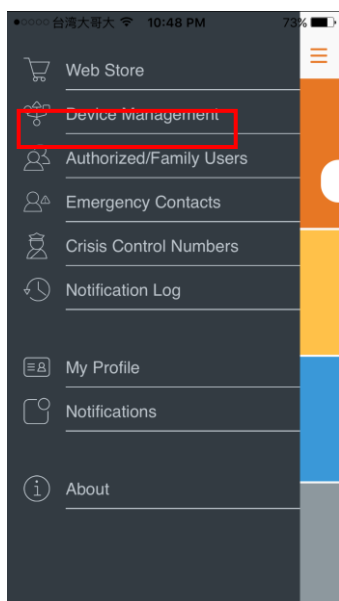 台湾大哥大 10:48 PM 73%
Web Store
Device Management
Authorized/Family Users
Emergency Contacts
Crisis Control Numbers
Notification Log
My Profile
Notifications
About